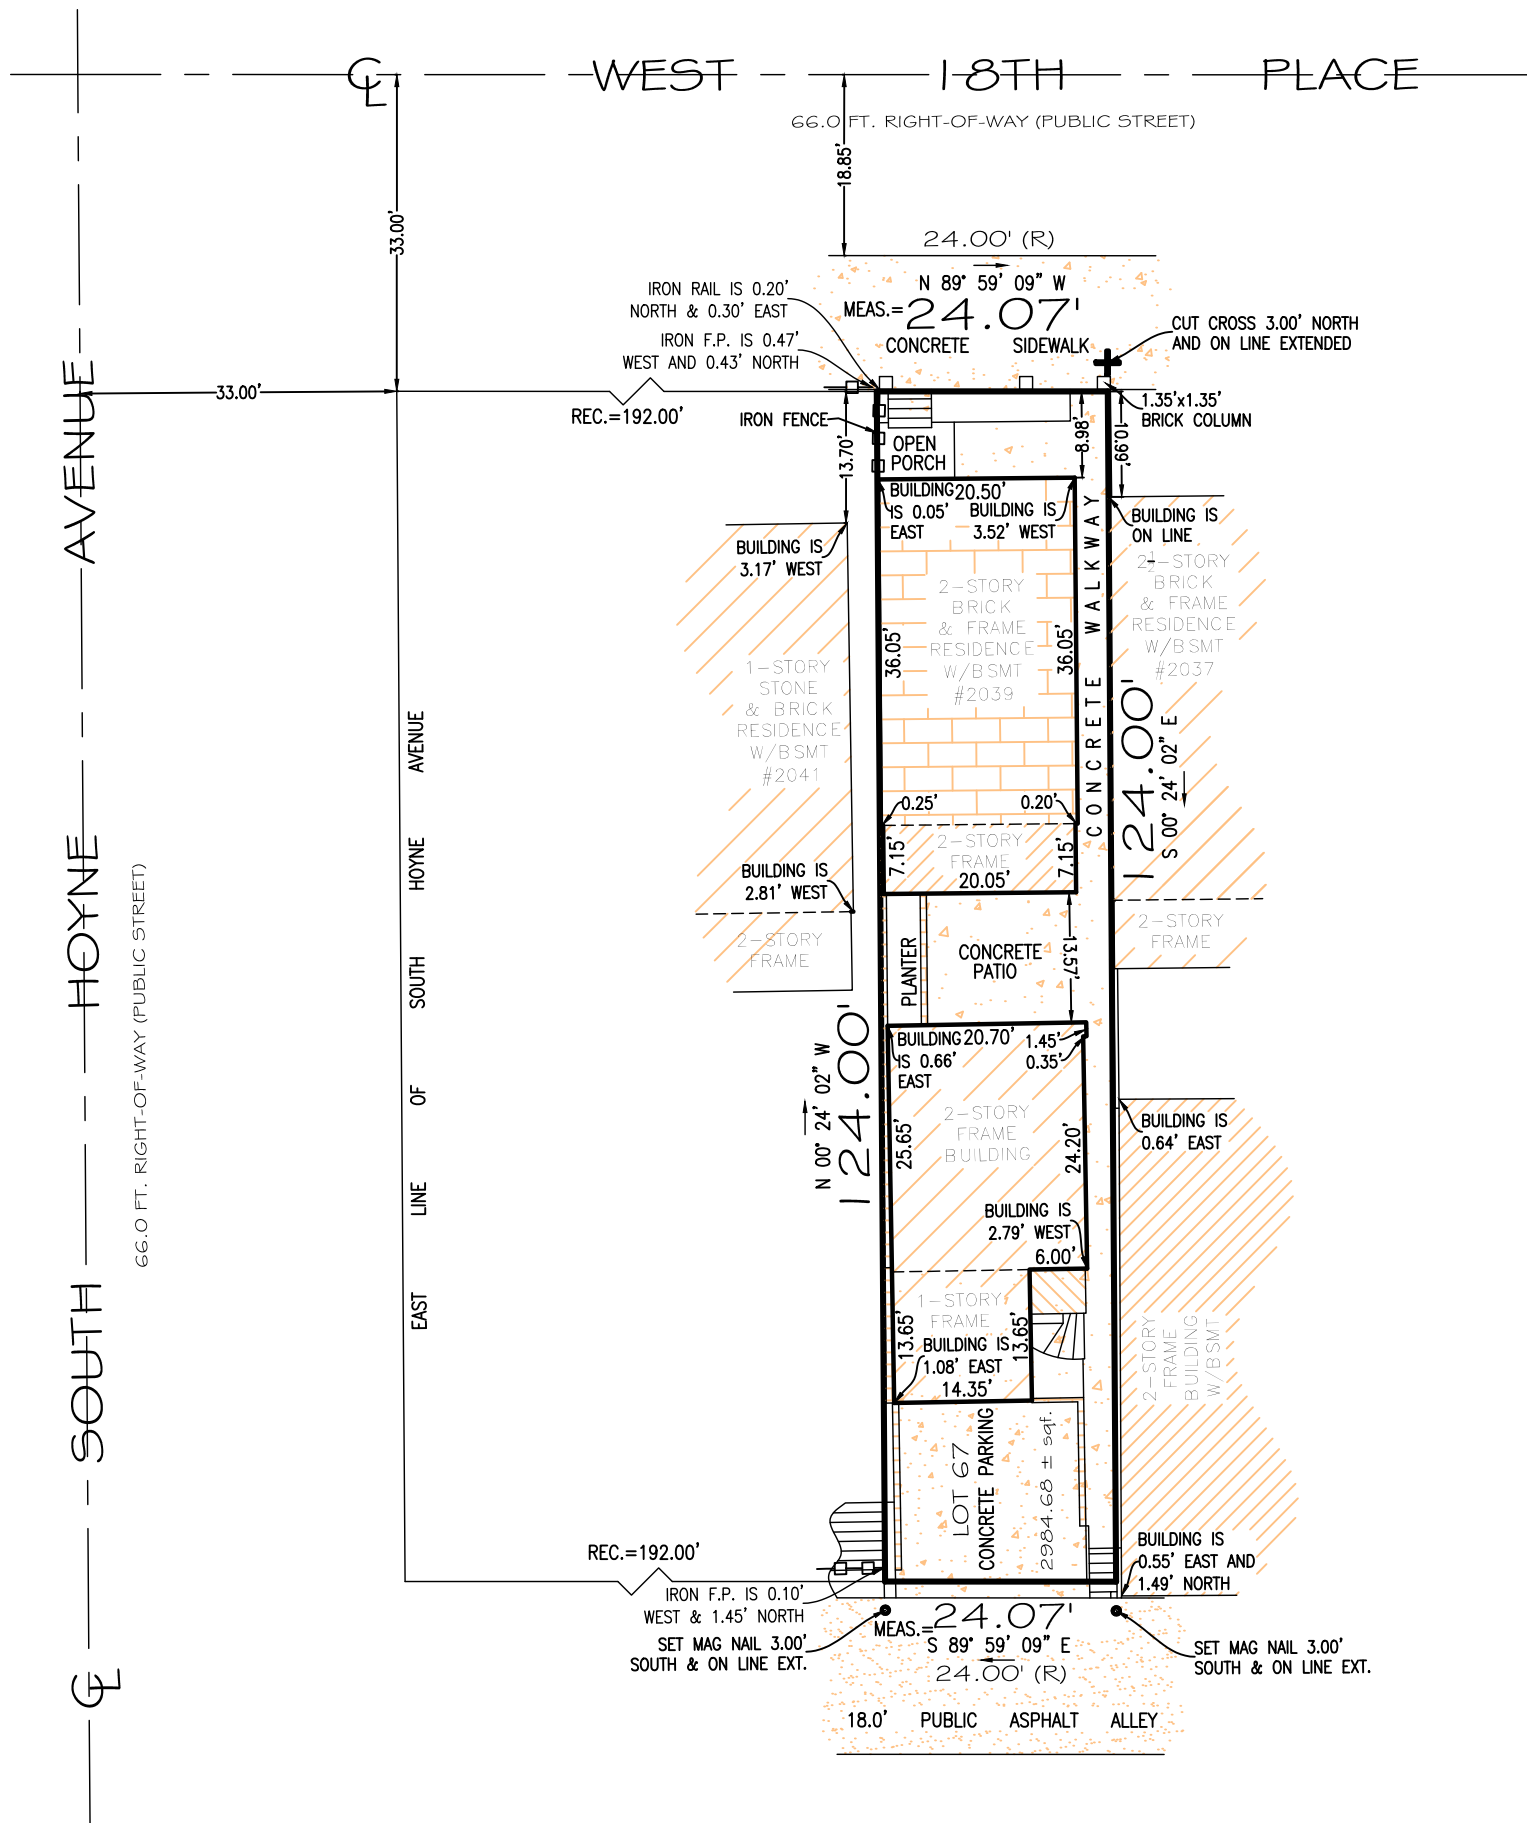 WEST 18TH PLACE
℄
66.0 FT. RIGHT-OF-WAY (PUBLIC STREET)
33.00'
18.85'
24.00' (R)
N 89° 59' 09" W
MEAS.=24.07'
CONCRETE SIDEWALK
IRON RAIL IS 0.20'
NORTH & 0.30' EAST
IRON F.P. IS 0.47'
WEST AND 0.43' NORTH
CUT CROSS 3.00' NORTH
AND ON LINE EXTENDED
33.00'
REC.=192.00'
IRON FENCE
1.35'x1.35'
BRICK COLUMN
13.70'
OPEN
PORCH
8.98'
10.99'
BUILDING
IS 0.05'
EAST
20.50'
BUILDING IS
3.52' WEST
BUILDING IS
ON LINE
BUILDING IS
3.17' WEST
2-STORY
BRICK
& FRAME
RESIDENCE
W/BSMT
#2039
36.05'
36.05'
CONCRETE WALKWAY
2½-STORY
BRICK
& FRAME
RESIDENCE
W/BSMT
#2037
1-STORY
STONE
& BRICK
RESIDENCE
W/BSMT
#2041
124.00'
S 00° 24' 02" E
0.25'
0.20'
2-STORY
FRAME
7.15'
7.15'
20.05'
BUILDING IS
2.81' WEST
2-STORY
FRAME
2-STORY
FRAME
PLANTER
CONCRETE
PATIO
13.57'
N 00° 24' 02" W
124.00'
BUILDING
IS 0.66'
EAST
20.70'
1.45'
0.35'
2-STORY
FRAME
BUILDING
25.65'
24.20'
BUILDING IS
0.64' EAST
BUILDING IS
2.79' WEST
6.00'
1-STORY
FRAME
13.65'
13.65'
BUILDING IS
1.08' EAST
14.35'
2-STORY
FRAME
BUILDING
W/BSMT
LOT 67
CONCRETE PARKING
2984.68 ± sqf.
REC.=192.00'
IRON F.P. IS 0.10'
WEST & 1.45' NORTH
BUILDING IS
0.55' EAST AND
1.49' NORTH
SET MAG NAIL 3.00'
SOUTH & ON LINE EXT.
MEAS.=24.07'
S 89° 59' 09" E
24.00' (R)
SET MAG NAIL 3.00'
SOUTH & ON LINE EXT.
18.0' PUBLIC ASPHALT ALLEY
EAST LINE OF SOUTH HOYNE AVENUE
SOUTH HOYNE AVENUE
66.0 FT. RIGHT-OF-WAY (PUBLIC STREET)
℄